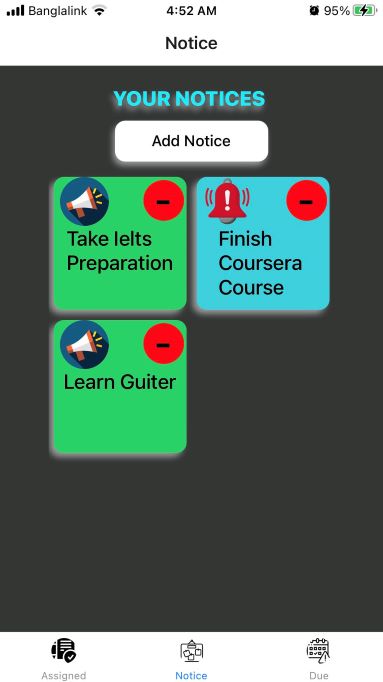 Banglalink 4:52 AM 95%
Notice
YOUR NOTICES
Add Notice
Take Ielts
Preparation
Finish
Coursera
Course
Learn Guiter
Assigned Notice Due